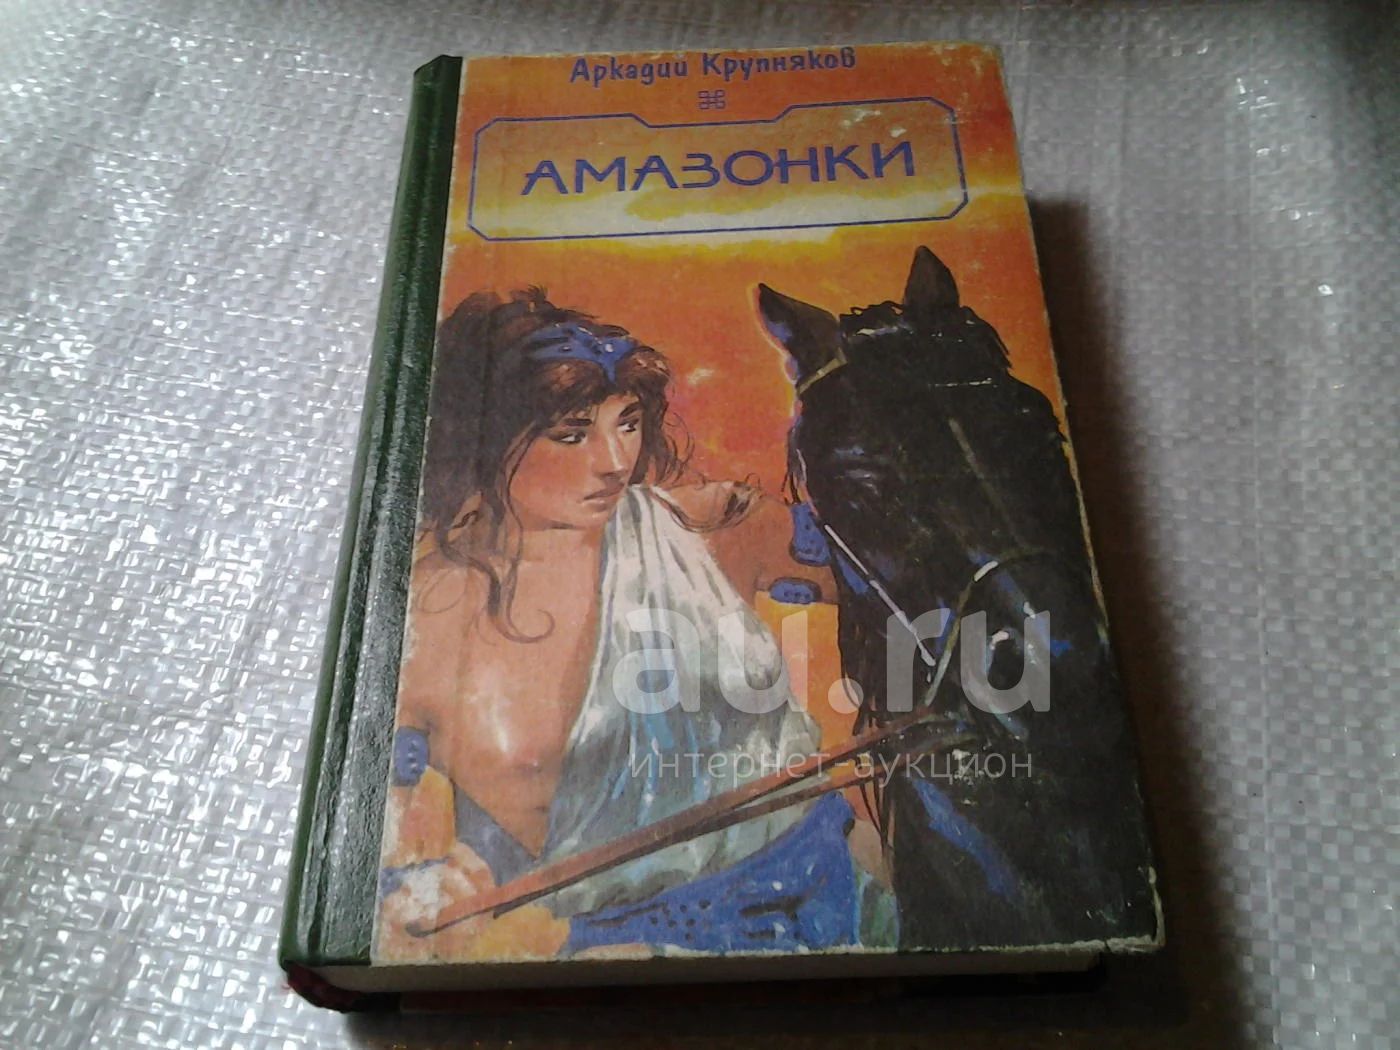 Аркадий Крупняков
АМАЗОНКИ
au.ru
интернет-аукцион